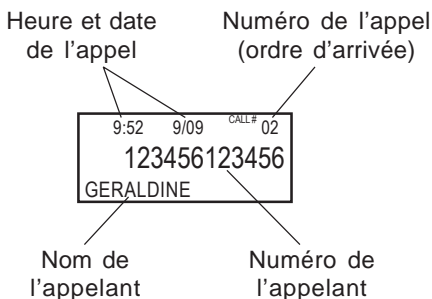 Heure et date
de l'appel
Numéro de l'appel
(ordre d'arrivée)
9:52 9/09 CALL# 02
123456123456
GERALDINE
Nom de
l'appelant
Numéro de
l'appelant